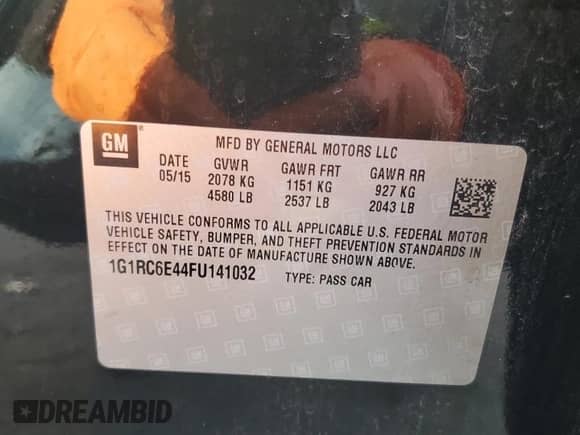 GM
MFD BY GENERAL MOTORS LLC
DATE GVWR GAWR FRT GAWR RR
05/15 2078 KG 1151 KG 927 KG
4580 LB 2537 LB 2043 LB
THIS VEHICLE CONFORMS TO ALL APPLICABLE U.S. FEDERAL MOTOR
VEHICLE SAFETY, BUMPER, AND THEFT PREVENTION STANDARDS IN
EFFECT ON THE DATE OF MANUFACTURE SHOWN ABOVE.
1G1RC6E44FU141032 TYPE: PASS CAR
DREAMBID